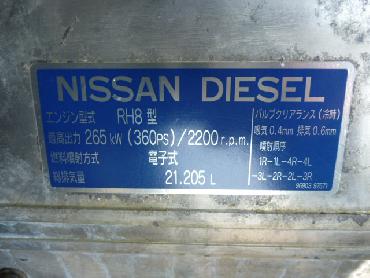 NISSAN DIESEL
エンジン型式 RH8 型
最高出力 265 kW (360PS)/2200 r.p.m.
燃料噴射方式 電子式
総排気量 21.205 L
バルブクリアランス (冷時)
吸気 0.4mm 排気 0.6mm
噴射順序
1R-1L-4R-4L
-3L-2R-2L-3R